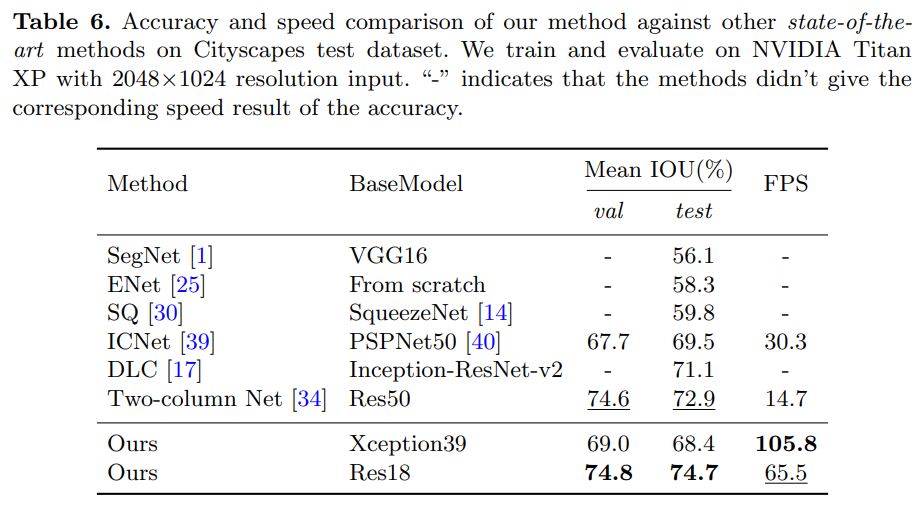 Table 6. Accuracy and speed comparison of our method against other state-of-the-
art methods on Cityscapes test dataset. We train and evaluate on NVIDIA Titan
XP with 2048×1024 resolution input. “-” indicates that the methods didn’t give the
corresponding speed result of the accuracy.
Method BaseModel Mean IOU(%) FPS
val test
SegNet [1] VGG16 - 56.1 -
ENet [25] From scratch - 58.3 -
SQ [30] SqueezeNet [14] - 59.8 -
ICNet [39] PSPNet50 [40] 67.7 69.5 30.3
DLC [17] Inception-ResNet-v2 - 71.1 -
Two-column Net [34] Res50 74.6 72.9 14.7
Ours Xception39 69.0 68.4 105.8
Ours Res18 74.8 74.7 65.5